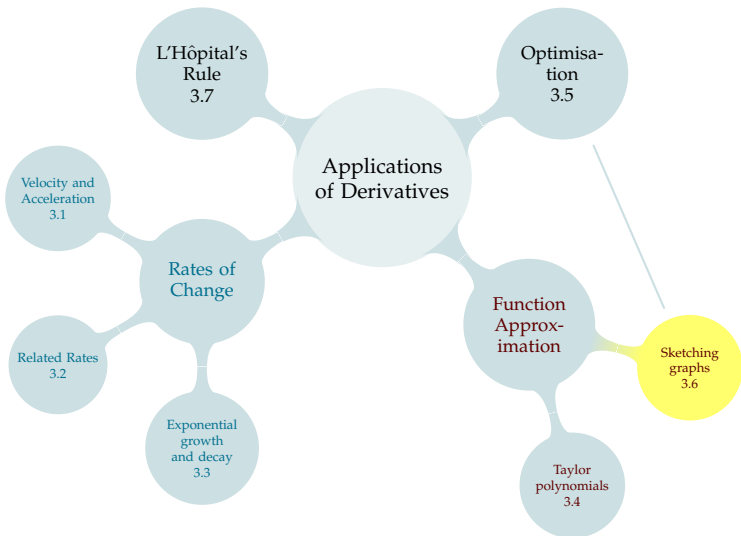 L'Hôpital's
Rule
3.7
Optimisa-
tion
3.5
Applications
of Derivatives
Velocity and
Acceleration
3.1
Rates of
Change
Related Rates
3.2
Exponential
growth
and decay
3.3
Function
Approx-
imation
Sketching
graphs
3.6
Taylor
polynomials
3.4